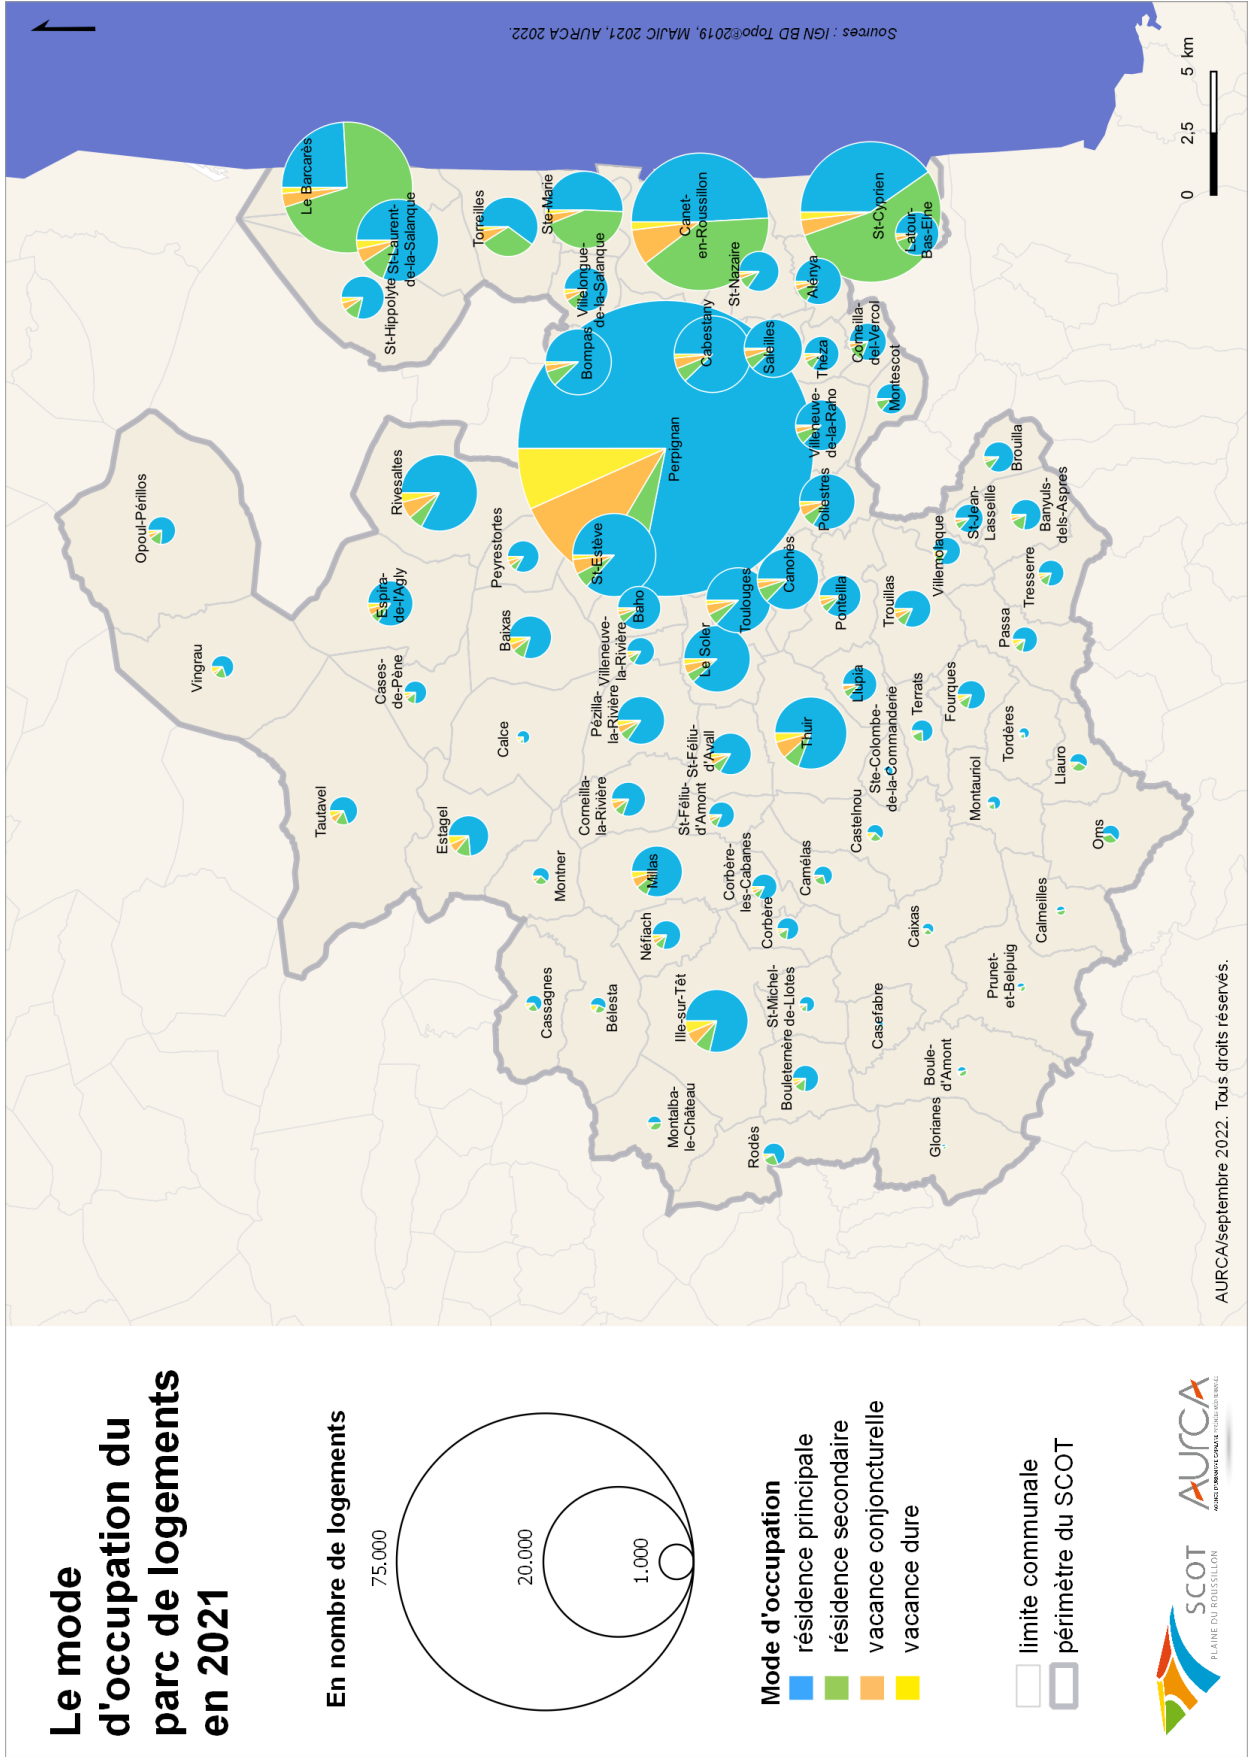 Le mode
d'occupation du
parc de logements
en 2021
En nombre de logements
75.000
20.000
1.000
Mode d'occupation
résidence principale
résidence secondaire
vacance conjoncturelle
vacance dure
limite communale
périmètre du SCOT
SCOT
PLAINE DU ROUSSILLON
AURCA
Opoul-Périllos
Vingrau
Tautavel
Cases-
de-Pène
Espira-
de-l'Agly
Rivesaltes
St-Hippolyte
St-Laurent-
de-la-Salanque
Le Barcarès
Torreilles
Ste-Marie
Villelongue-
de-la-Salanque
Estagel
Calce
Baixas
Peyrestortes
Montner
Cassagnes
Bélesta
Corneilla-
la-Rivière
Pézilla-
la-Rivière
Villeneuve-
la-Rivière
Baho
St-Estève
Bompas
Perpignan
Canet-
en-Roussillon
Millas
Néfiach
Montalba-
le-Château
Ille-sur-Têt
St-Féliu-
d'Amont
St-Féliu-
d'Avall
Le Soler
Toulouges
Canohès
Cabestany
Saleilles
St-Nazaire
Rodès
Bouleternère
St-Michel-
de-Llotes
Corbère
Corbère-
les-Cabanes
Camélas
Thuir
Llupia
Ponteilla
Pollestres
Villeneuve-
de-la-Raho
Théza
Alénya
Corneilla-
del-Vercol
Montescot
St-Cyprien
Latour-
Bas-Elne
Casefabre
Castelnou
Ste-Colombe-
de-la-Commanderie
Terrats
Trouillas
Villemolaque
St-Jean-
Lasseille
Brouilla
Banyuls-
dels-Aspres
Glorianes
Boule-
d'Amont
Prunet-
et-Belpuig
Caixas
Montauriol
Fourques
Passa
Tresserre
Tordères
Llauro
Calmeilles
Oms
0 2,5 5 km
Sources : IGN BD Topo®2019, MAJIC 2021, AURCA 2022.
AURCA/septembre 2022. Tous droits réservés.